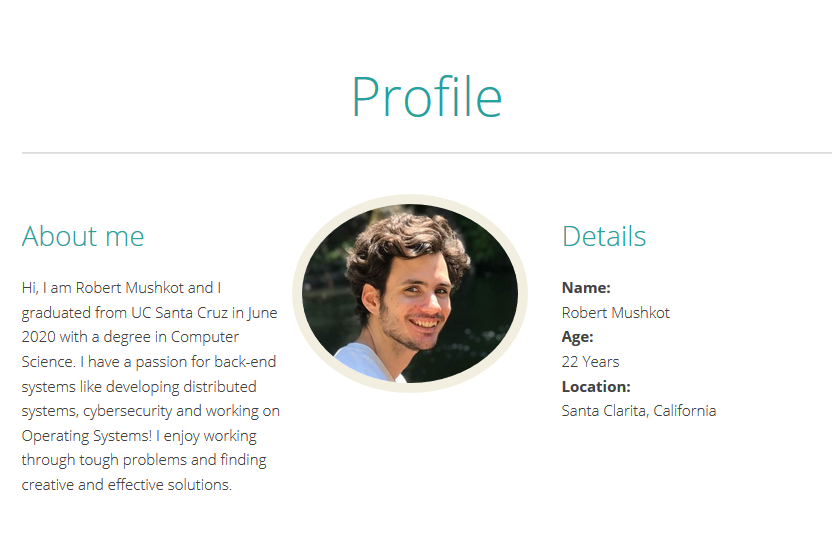 Profile
About me
Hi, I am Robert Mushkot and I
graduated from UC Santa Cruz in June
2020 with a degree in Computer
Science. I have a passion for back-end
systems like developing distributed
systems, cybersecurity and working on
Operating Systems! I enjoy working
through tough problems and finding
creative and effective solutions.
Details
Name:
Robert Mushkot
Age:
22 Years
Location:
Santa Clarita, California